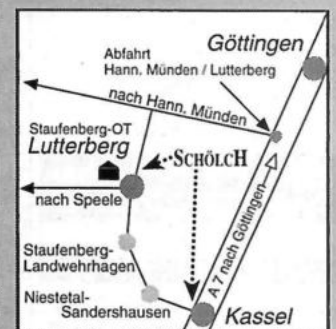 Göttingen
Abfahrt
Hann. Münden / Lutterberg
nach Hann. Münden
Staufenberg-OT
Lutterberg
SCHÖLCH
nach Speele
A 7 nach Göttingen
Staufenberg-
Landwehrhagen
Niestetal-
Sandershausen
Kassel